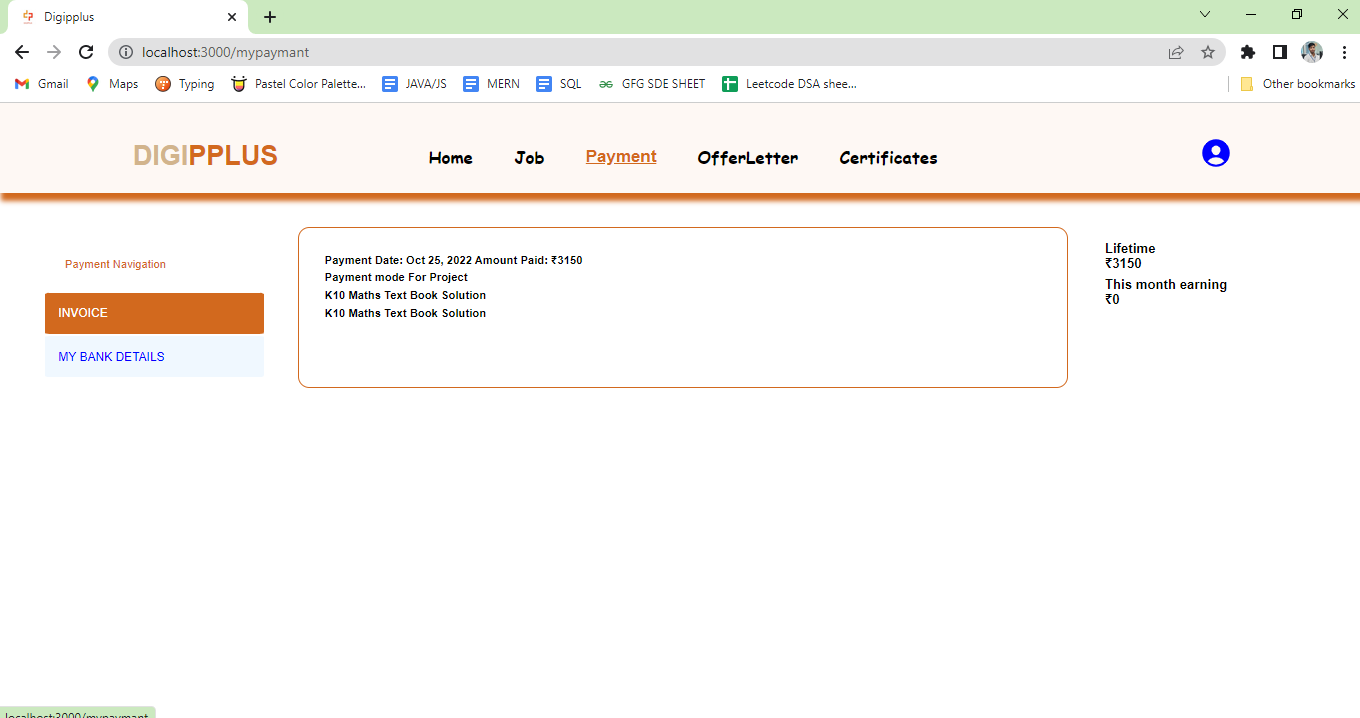 Digipplus
localhost:3000/mypaymant
Gmail Maps Typing Pastel Color Palette... JAVA/JS MERN SQL GFG SDE SHEET Leetcode DSA shee... Other bookmarks
DIGIPPLUS Home Job Payment OfferLetter Certificates
Payment Navigation
INVOICE
MY BANK DETAILS
Payment Date: Oct 25, 2022 Amount Paid: ₹3150
Payment mode For Project
K10 Maths Text Book Solution
K10 Maths Text Book Solution
Lifetime
₹3150
This month earning
₹0
localhost:3000/mypaymant